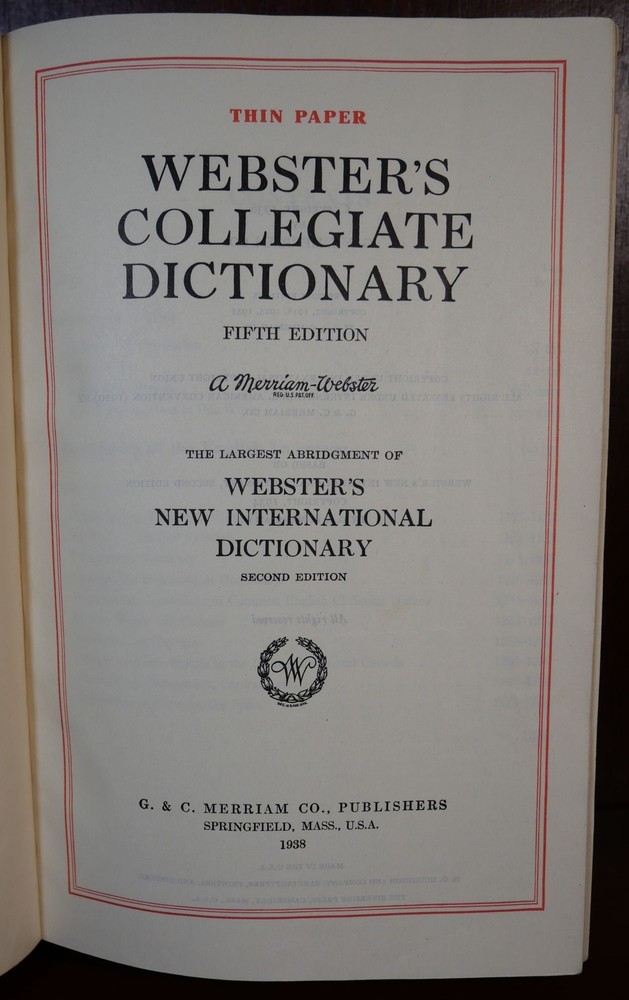 THIN PAPER
WEBSTER'S
COLLEGIATE
DICTIONARY
FIFTH EDITION
A Merriam-Webster
REG. U.S. PAT. OFF.
THE LARGEST ABRIDGMENT OF
WEBSTER'S
NEW INTERNATIONAL
DICTIONARY
SECOND EDITION
W
G. & C. MERRIAM CO., PUBLISHERS
SPRINGFIELD, MASS., U.S.A.
1938